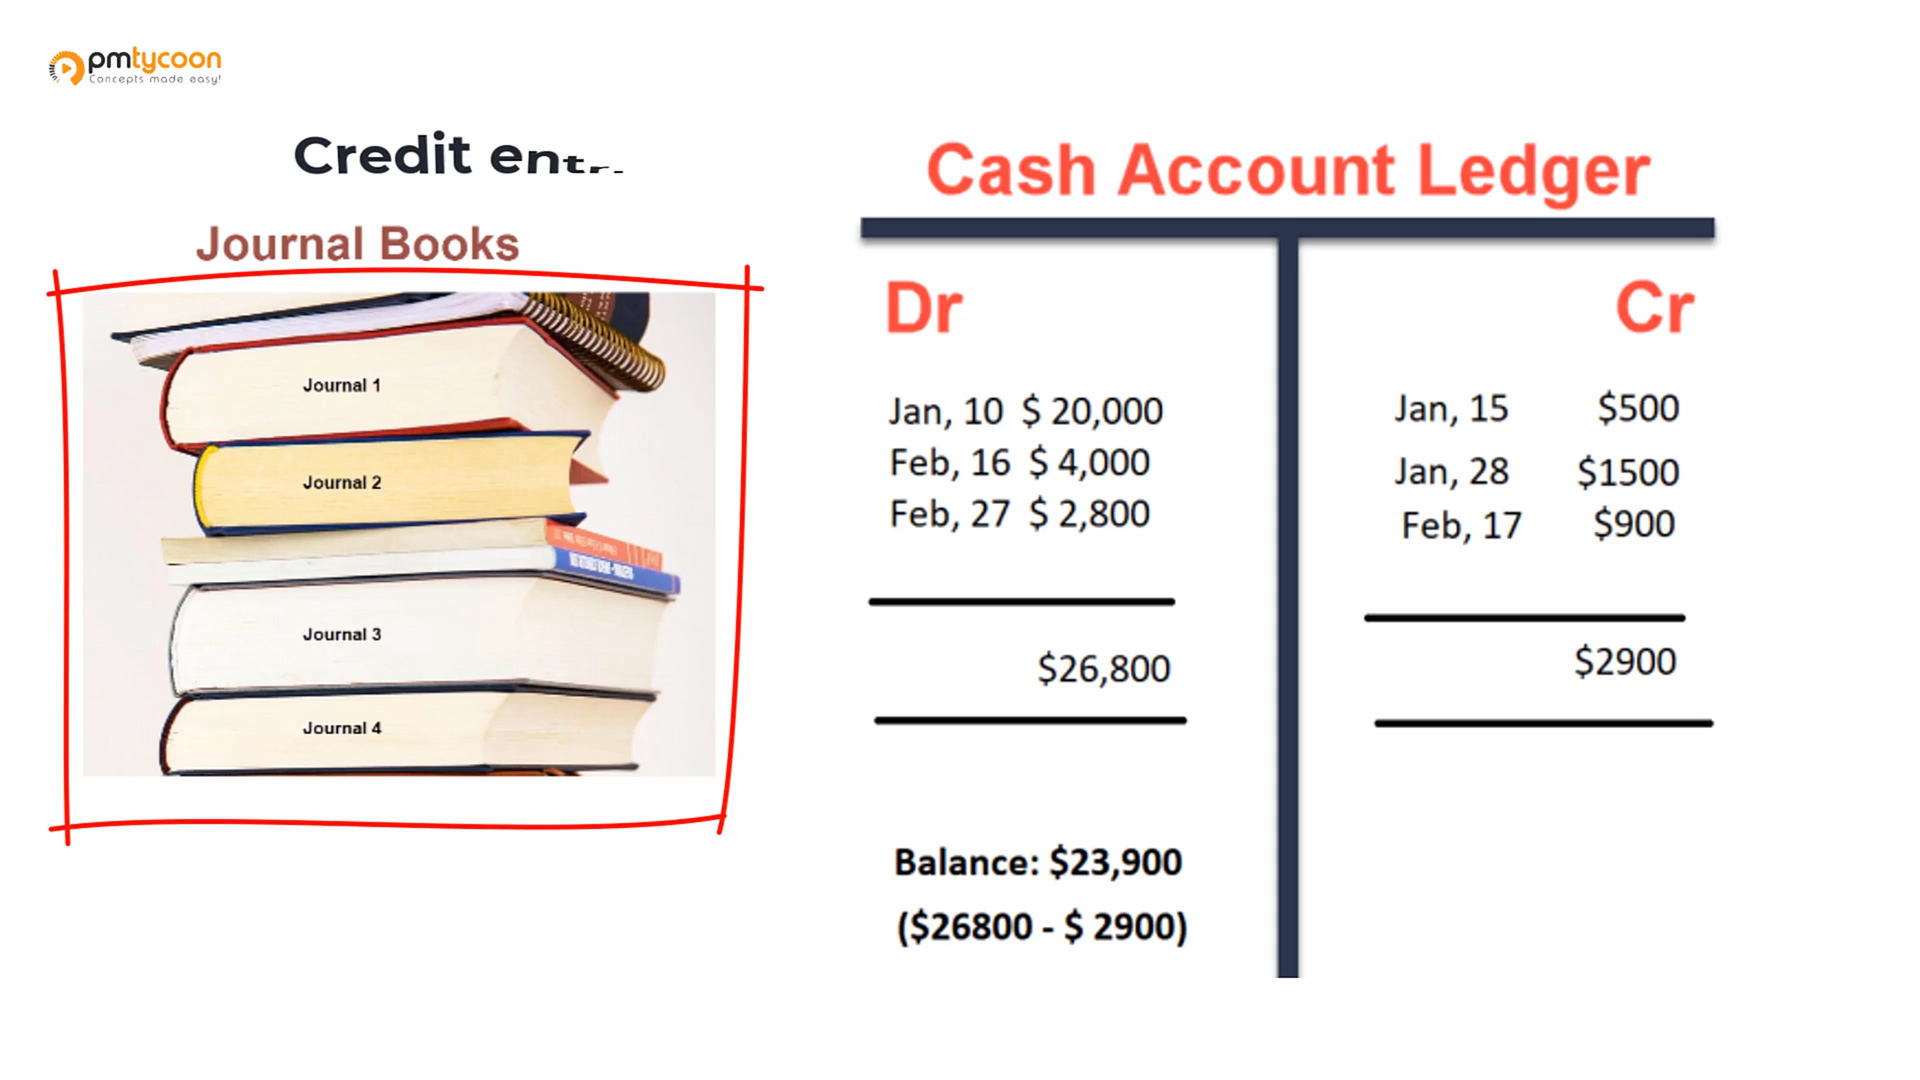 pmtycoon
Concepts made easy!
Credit
Journal Books
Journal 1
Journal 2
Journal 3
Journal 4
Cash Account Ledger
Dr
Cr
Jan, 10 $ 20,000
Feb, 16 $ 4,000
Feb, 27 $ 2,800
$26,800
Balance: $23,900
($26800 - $ 2900)
Jan, 15 $500
Jan, 28 $1500
Feb, 17 $900
$2900